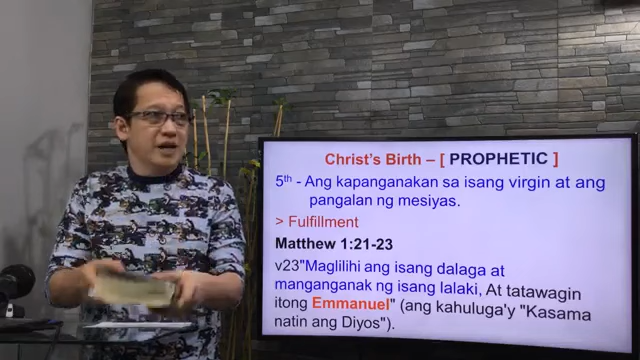 Christ's Birth – [ PROPHETIC ]
5th - Ang kapanganakan sa isang virgin at ang
pangalan ng mesiyas.
> Fulfillment
Matthew 1:21-23
v23"Maglilihi ang isang dalaga at
manganganak ng isang lalaki, At tatawagin
itong Emmanuel" (ang kahuluga'y "Kasama
natin ang Diyos").